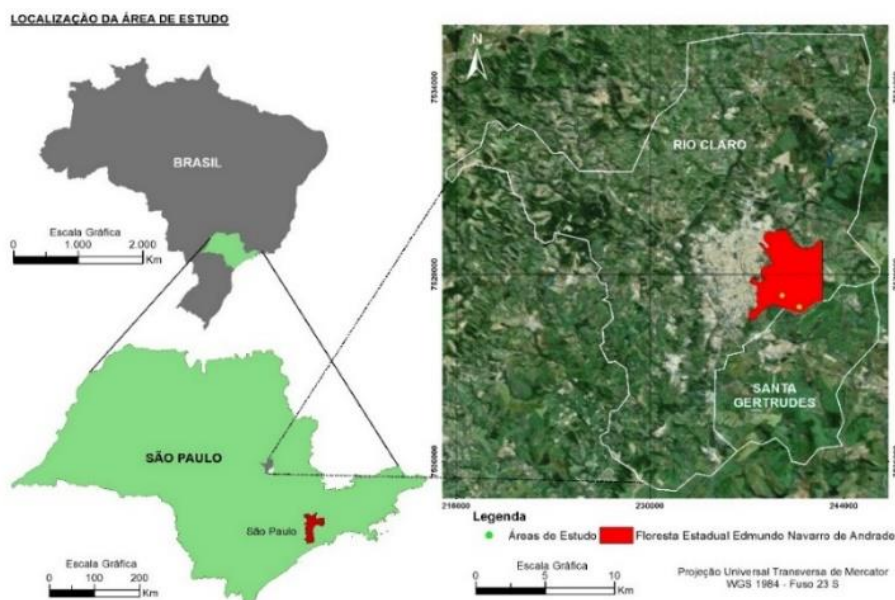 LOCALIZAÇÃO DA ÁREA DE ESTUDO
BRASIL
Escala Gráfica
0 1.000 2.000
Km
SÃO PAULO
São Paulo
Escala Gráfica
0 100 200
Km
N
RIO CLARO
SANTA
GERTRUDES
230000
Legenda
Áreas de Estudo
Floresta Estadual Edmundo Navarro de Andrade
Escala Gráfica
0 5 10
Km
Projeção Universal Transversa de Mercator
WGS 1984 - Fuso 23 S